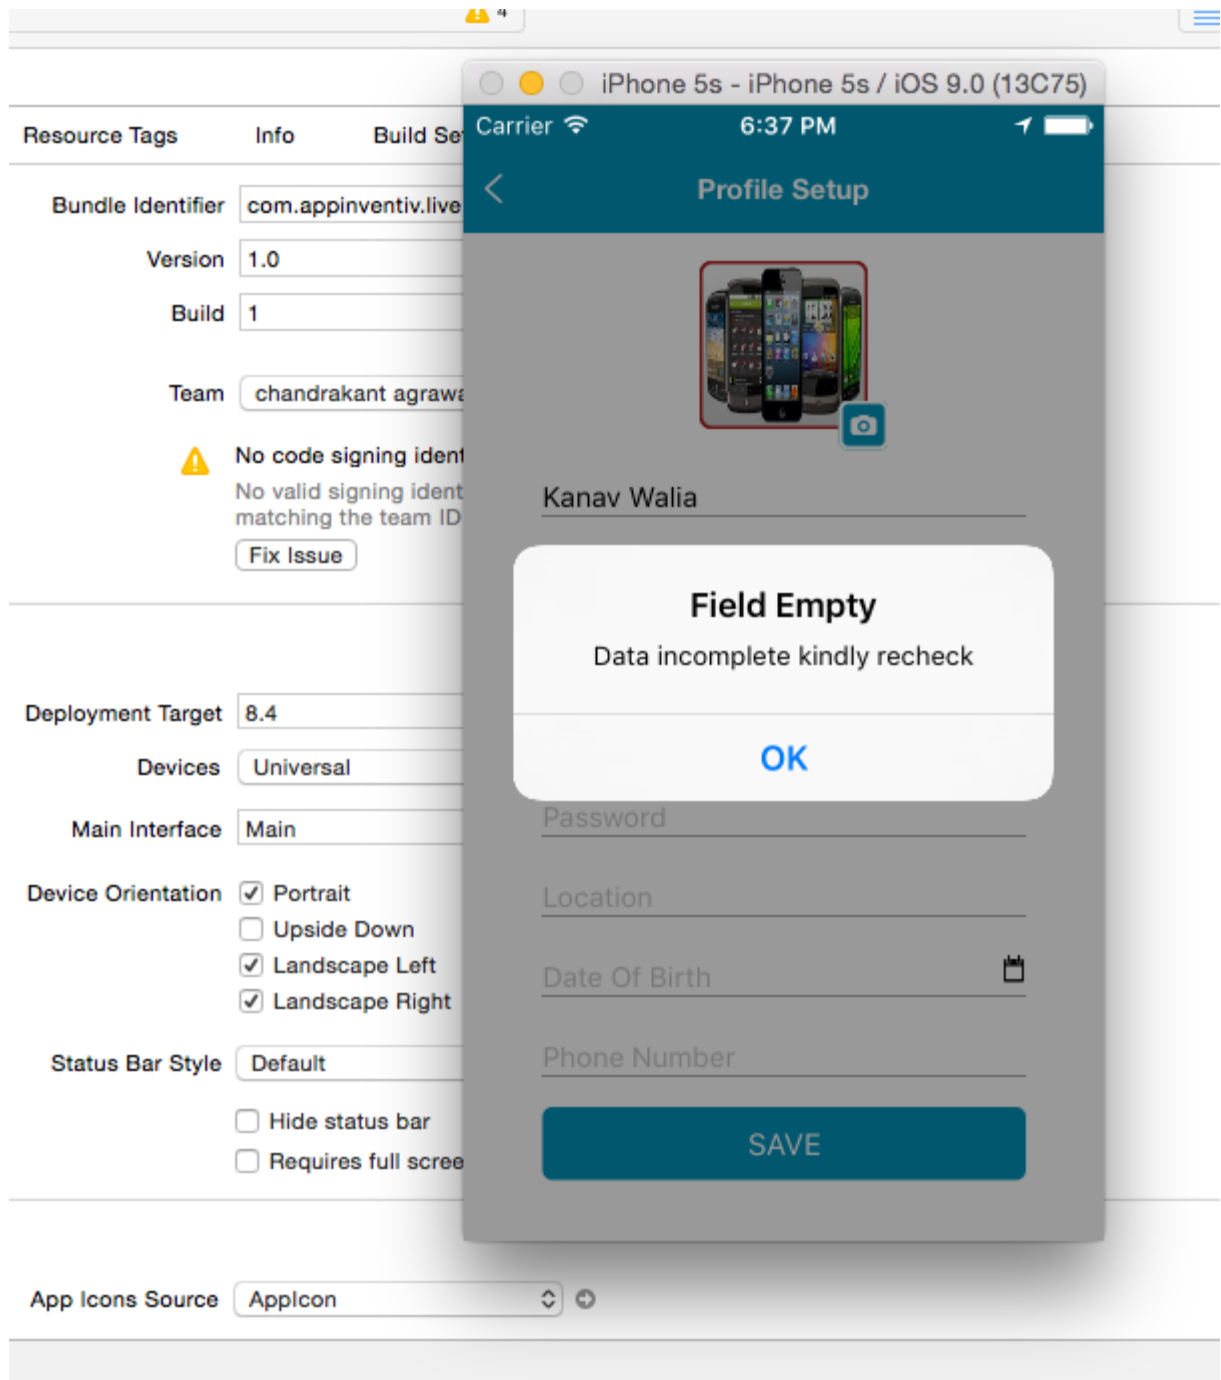 4
iPhone 5s - iPhone 5s / iOS 9.0 (13C75)
Resource Tags Info Build Se
Carrier 6:37 PM
Profile Setup
Bundle Identifier com.appinventiv.live
Version 1.0
Build 1
Team chandrakant agrawa
No code signing ident
No valid signing ident
matching the team ID
Fix Issue
Kanav Walia
Field Empty
Data incomplete kindly recheck
OK
Deployment Target 8.4
Devices Universal
Main Interface Main
Password
Device Orientation Portrait
Upside Down
Landscape Left
Landscape Right
Location
Date Of Birth
Phone Number
Status Bar Style Default
Hide status bar
Requires full scree
SAVE
App Icons Source AppIcon